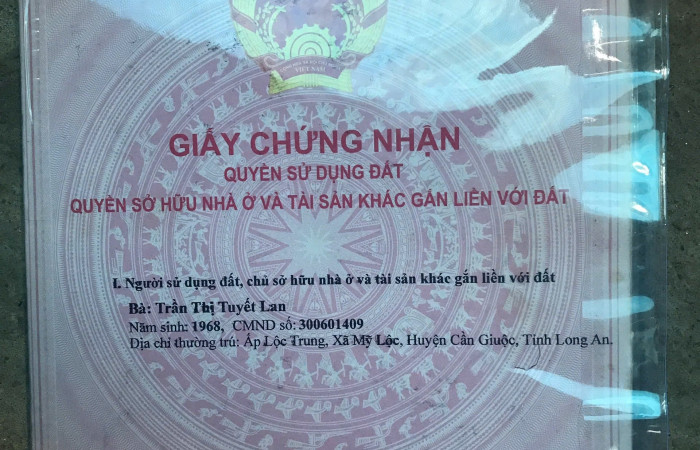 VIỆT NAM
GIẤY CHỨNG NHẬN
QUYỀN SỬ DỤNG ĐẤT
QUYỀN SỞ HỮU NHÀ Ở VÀ TÀI SẢN KHÁC GẮN LIỀN VỚI ĐẤT
I. Người sử dụng đất, chủ sở hữu nhà ở và tài sản khác gắn liền với đất
Bà: Trần Thị Tuyết Lan
Năm sinh: 1968, CMND số: 300601409
Địa chỉ thường trú: Ấp Lộc Trung, Xã Mỹ Lộc, Huyện Cần Giuộc, Tỉnh Long An.